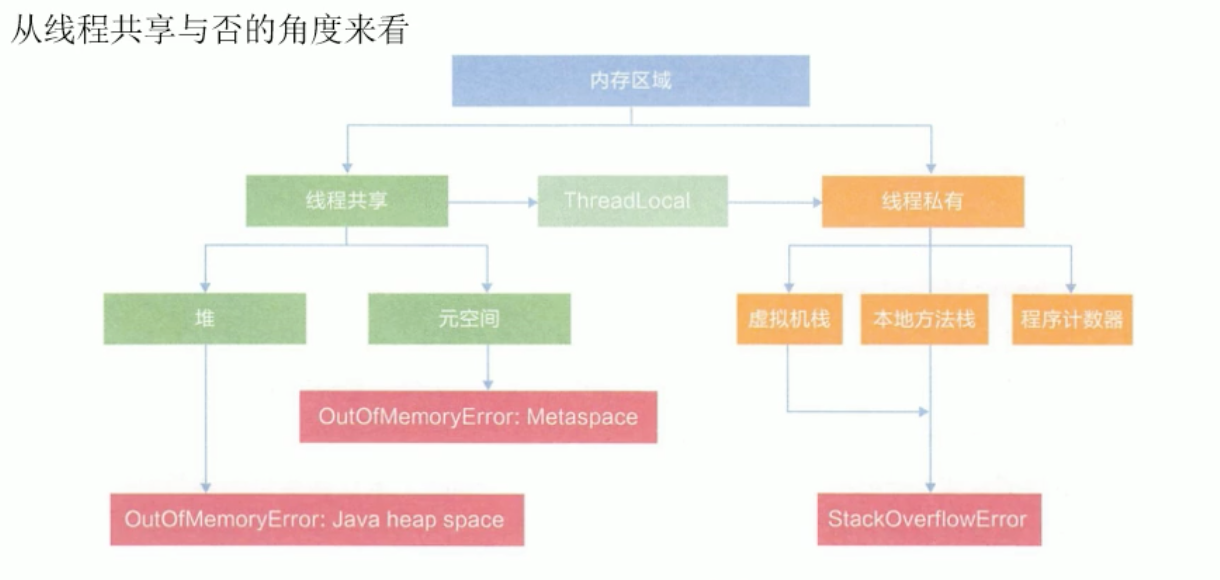 从线程共享与否的角度来看
内存区域
线程共享
ThreadLocal
线程私有
堆
元空间
虚拟机栈
本地方法栈
程序计数器
OutOfMemoryError: Metaspace
OutOfMemoryError: Java heap space
StackOverflowError